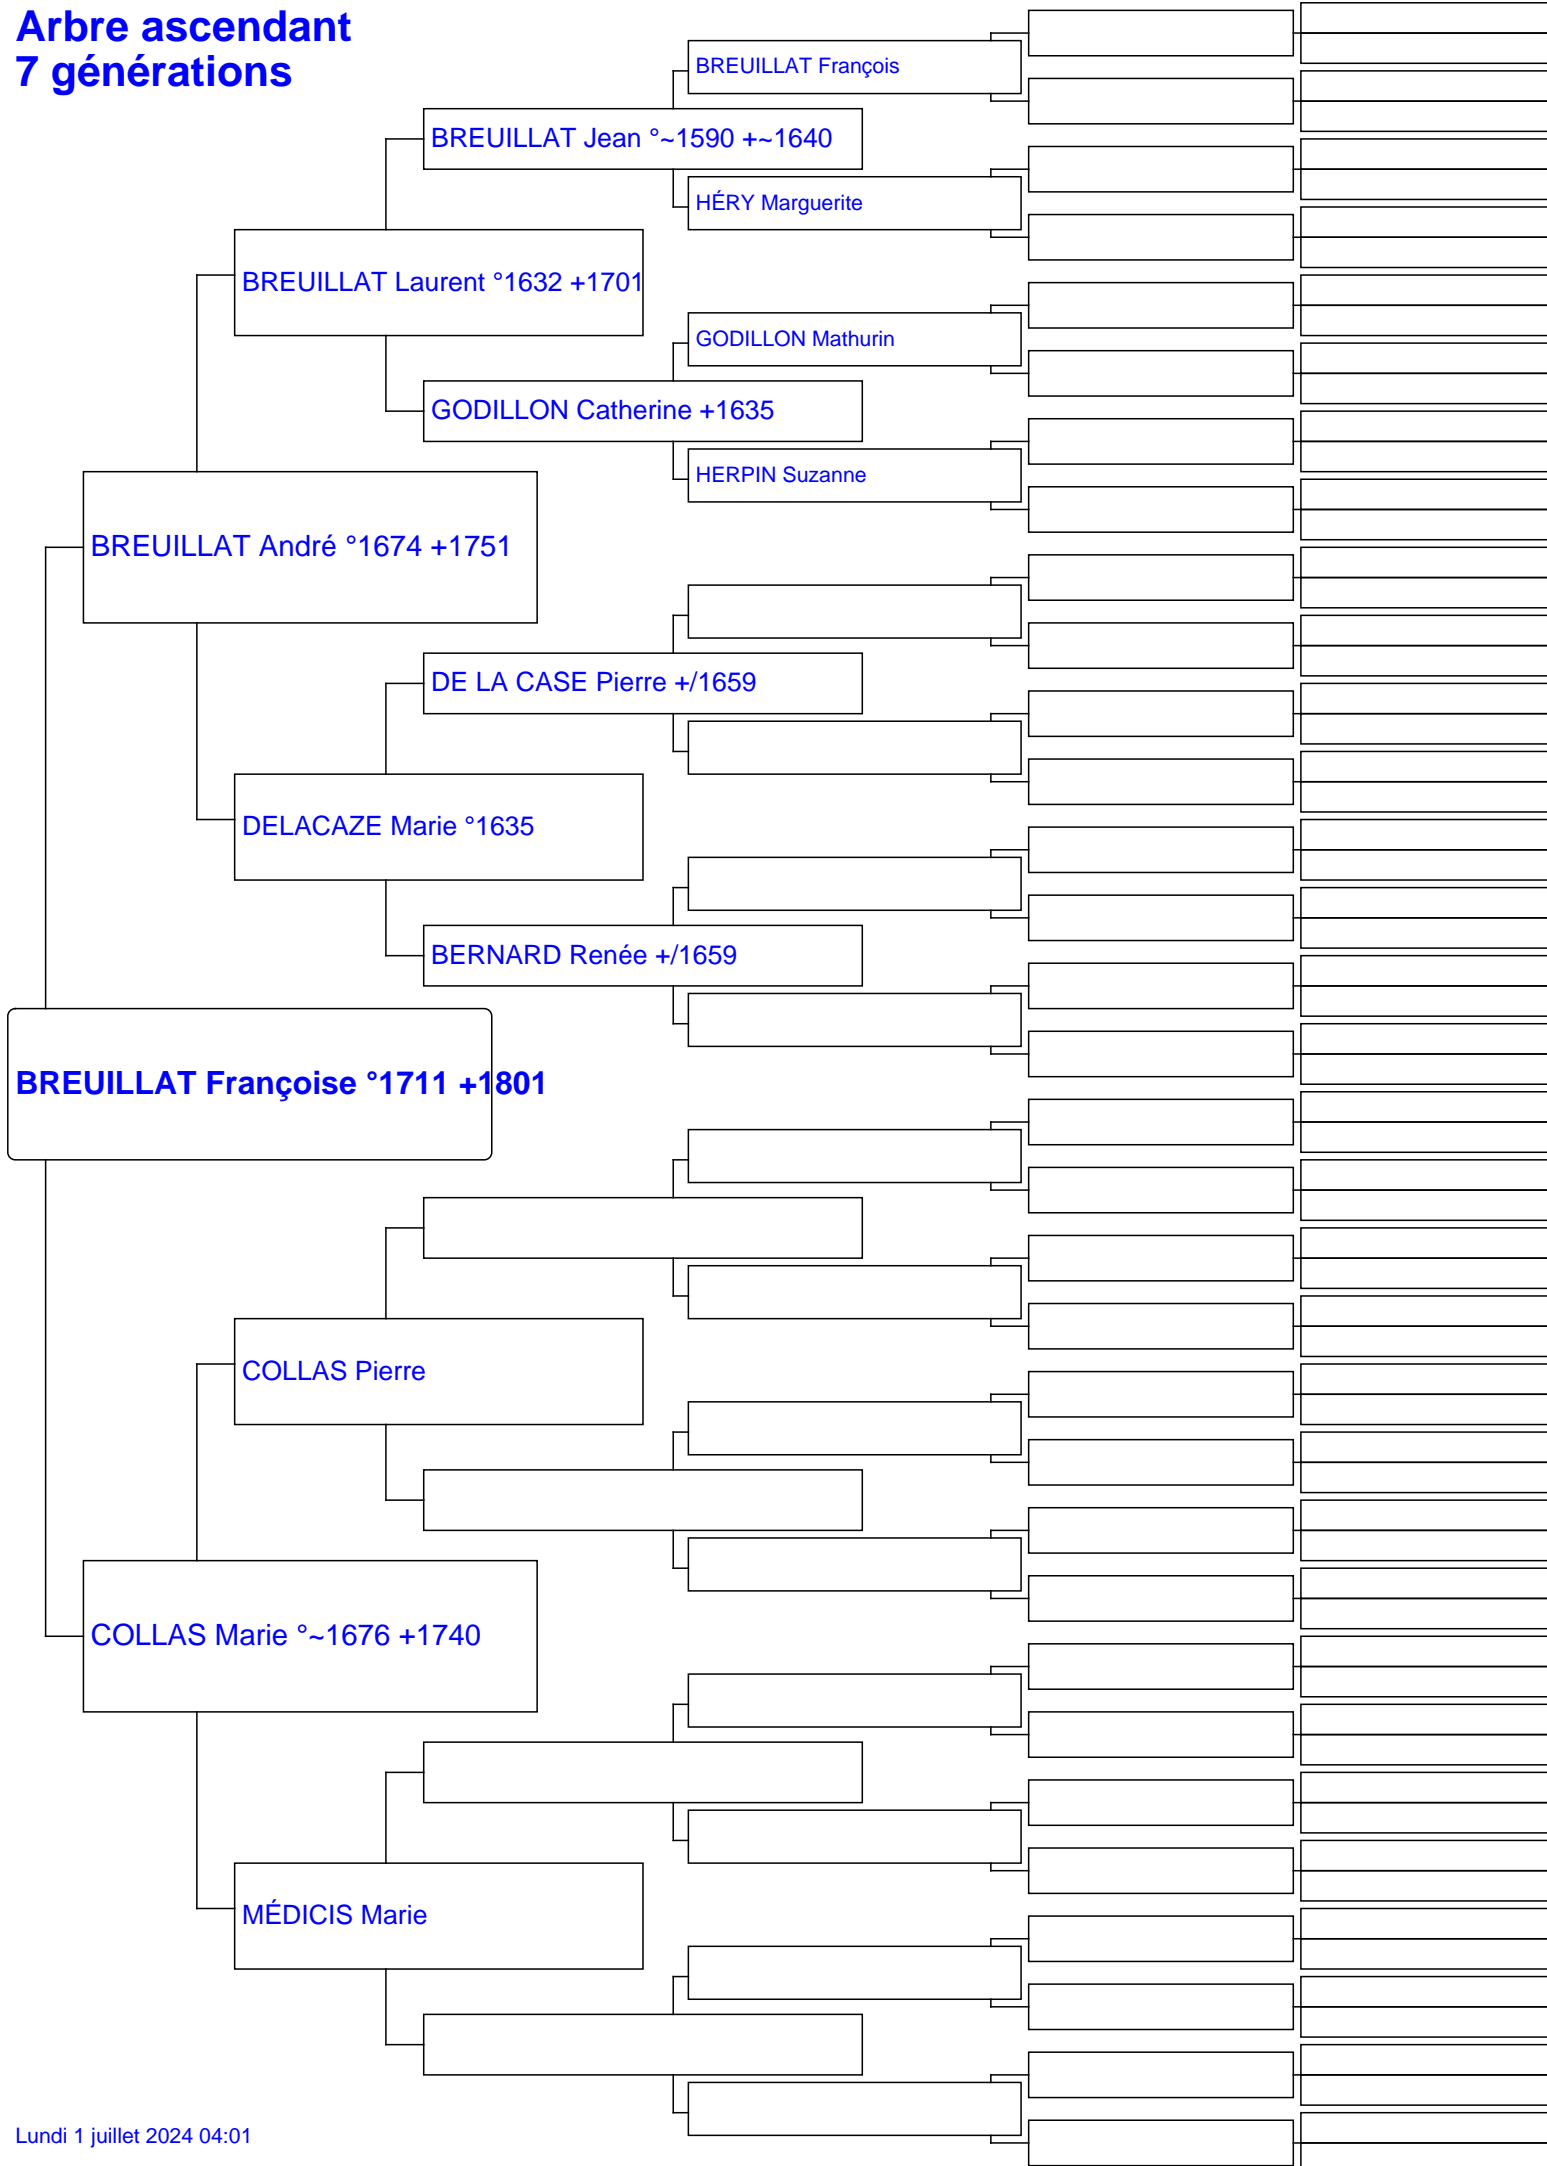 Arbre ascendant
7 générations
BREUILLAT François
BREUILLAT Jean °~1590 +~1640
HÉRY Marguerite
BREUILLAT Laurent °1632 +1701
GODILLON Mathurin
GODILLON Catherine +1635
HERPIN Suzanne
BREUILLAT André °1674 +1751
DE LA CASE Pierre +/1659
DELACAZE Marie °1635
BERNARD Renée +/1659
BREUILLAT Françoise °1711 +1801
COLLAS Pierre
COLLAS Marie °~1676 +1740
MÉDICIS Marie
Lundi 1 juillet 2024 04:01